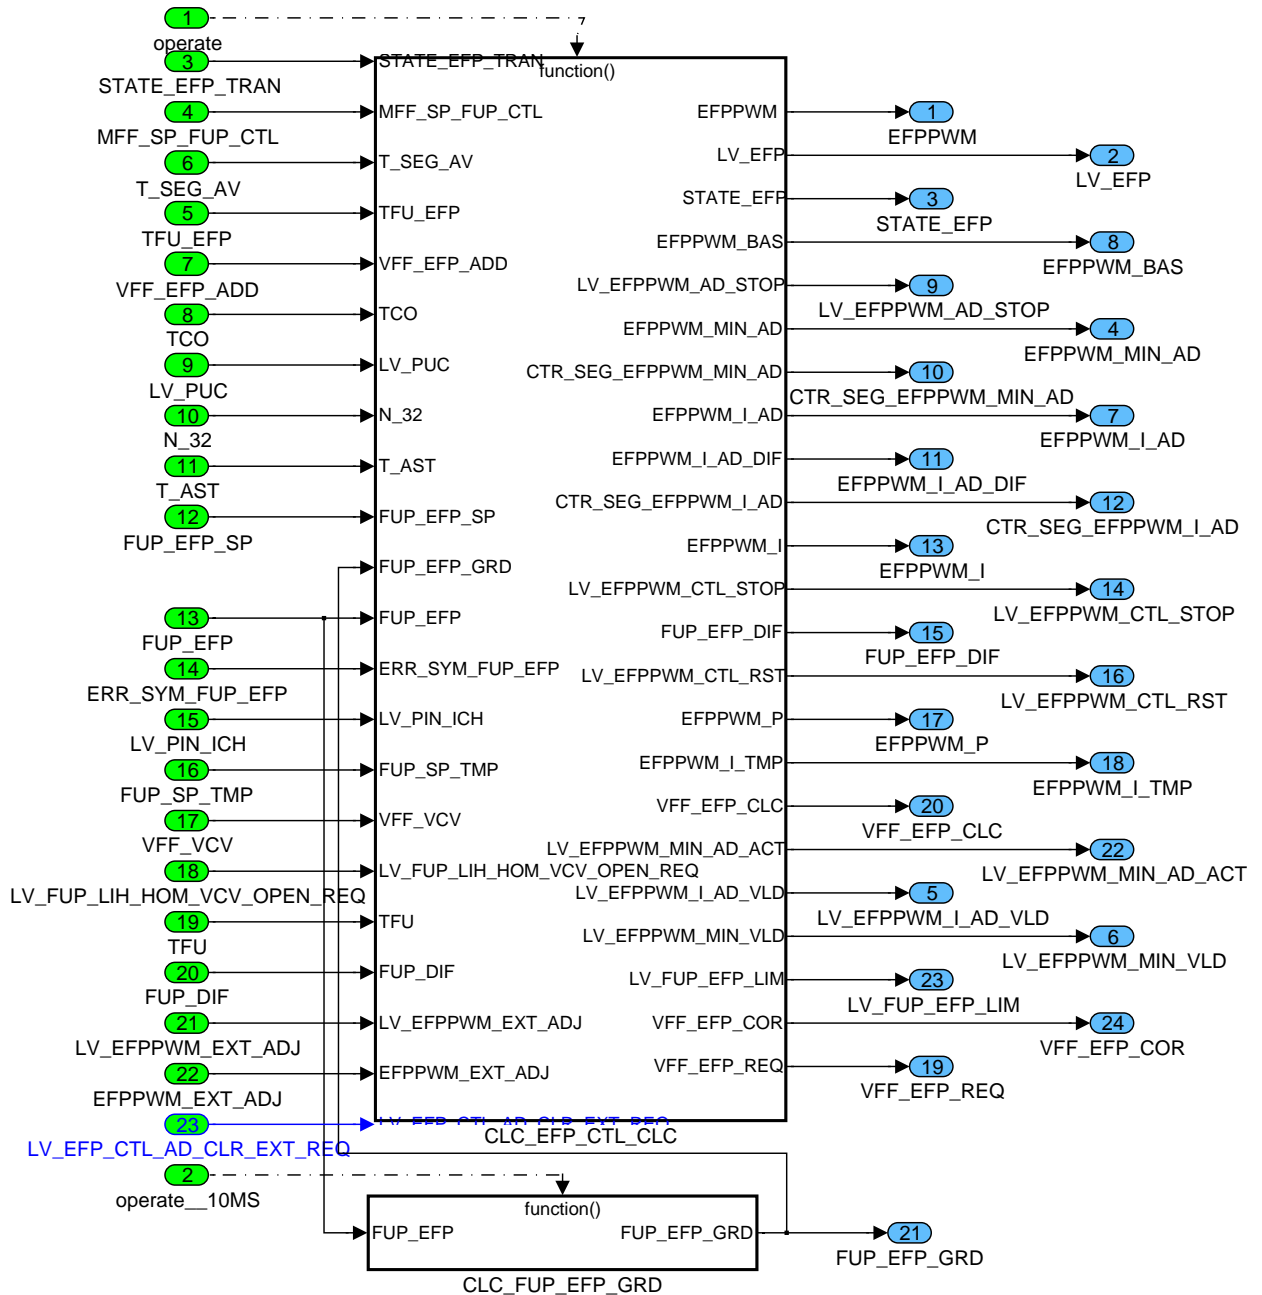 1
operate
3
STATE_EFP_TRAN
4
MFF_SP_FUP_CTL
6
T_SEG_AV
5
TFU_EFP
7
VFF_EFP_ADD
8
TCO
9
LV_PUC
10
N_32
11
T_AST
12
FUP_EFP_SP
13
FUP_EFP
14
ERR_SYM_FUP_EFP
15
LV_PIN_ICH
16
FUP_SP_TMP
17
VFF_VCV
18
LV_FUP_LIH_HOM_VCV_OPEN_REQ
19
TFU
20
FUP_DIF
21
LV_EFPPWM_EXT_ADJ
22
EFPPWM_EXT_ADJ
23
LV_EFP_CTL_AD_CLR_EXT_REQ
2
operate__10MS
function()
STATE_EFP_TRAN
MFF_SP_FUP_CTL
T_SEG_AV
TFU_EFP
VFF_EFP_ADD
TCO
LV_PUC
N_32
T_AST
FUP_EFP_SP
FUP_EFP_GRD
FUP_EFP
ERR_SYM_FUP_EFP
LV_PIN_ICH
FUP_SP_TMP
VFF_VCV
LV_FUP_LIH_HOM_VCV_OPEN_REQ
TFU
FUP_DIF
LV_EFPPWM_EXT_ADJ
EFPPWM_EXT_ADJ
LV_EFP_CTL_AD_CLR_EXT_REQ
EFPPWM
LV_EFP
STATE_EFP
EFPPWM_BAS
LV_EFPPWM_AD_STOP
EFPPWM_MIN_AD
CTR_SEG_EFPPWM_MIN_AD
EFPPWM_I_AD
EFPPWM_I_AD_DIF
CTR_SEG_EFPPWM_I_AD
EFPPWM_I
LV_EFPPWM_CTL_STOP
FUP_EFP_DIF
LV_EFPPWM_CTL_RST
EFPPWM_P
EFPPWM_I_TMP
VFF_EFP_CLC
LV_EFPPWM_MIN_AD_ACT
LV_EFPPWM_I_AD_VLD
LV_EFPPWM_MIN_VLD
LV_FUP_EFP_LIM
VFF_EFP_COR
VFF_EFP_REQ
CLC_EFP_CTL_CLC
1
EFPPWM
2
LV_EFP
3
STATE_EFP
8
EFPPWM_BAS
9
LV_EFPPWM_AD_STOP
4
EFPPWM_MIN_AD
10
CTR_SEG_EFPPWM_MIN_AD
7
EFPPWM_I_AD
11
EFPPWM_I_AD_DIF
12
CTR_SEG_EFPPWM_I_AD
13
EFPPWM_I
14
LV_EFPPWM_CTL_STOP
15
FUP_EFP_DIF
16
LV_EFPPWM_CTL_RST
17
EFPPWM_P
18
EFPPWM_I_TMP
20
VFF_EFP_CLC
22
LV_EFPPWM_MIN_AD_ACT
5
LV_EFPPWM_I_AD_VLD
6
LV_EFPPWM_MIN_VLD
23
LV_FUP_EFP_LIM
24
VFF_EFP_COR
19
VFF_EFP_REQ
function()
FUP_EFP
FUP_EFP_GRD
CLC_FUP_EFP_GRD
21
FUP_EFP_GRD